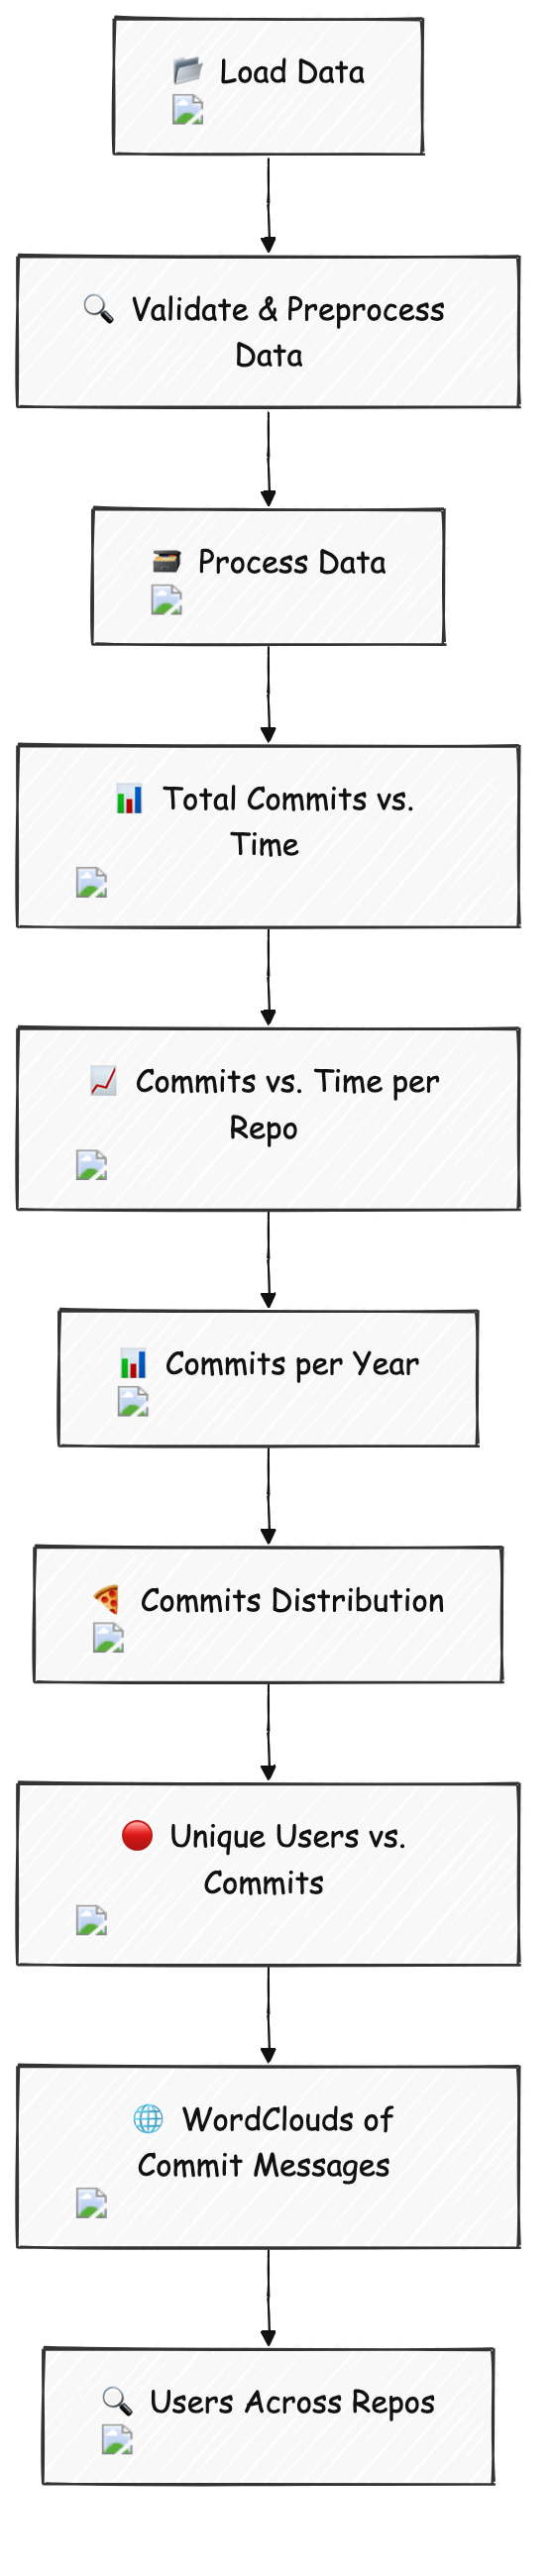 📂 Load Data
🔍 Validate & Preprocess
Data
🗃 Process Data
📊 Total Commits vs.
Time
📈 Commits vs. Time per
Repo
📊 Commits per Year
🍕 Commits Distribution
🔴 Unique Users vs.
Commits
🌐 WordClouds of
Commit Messages
🔍 Users Across Repos